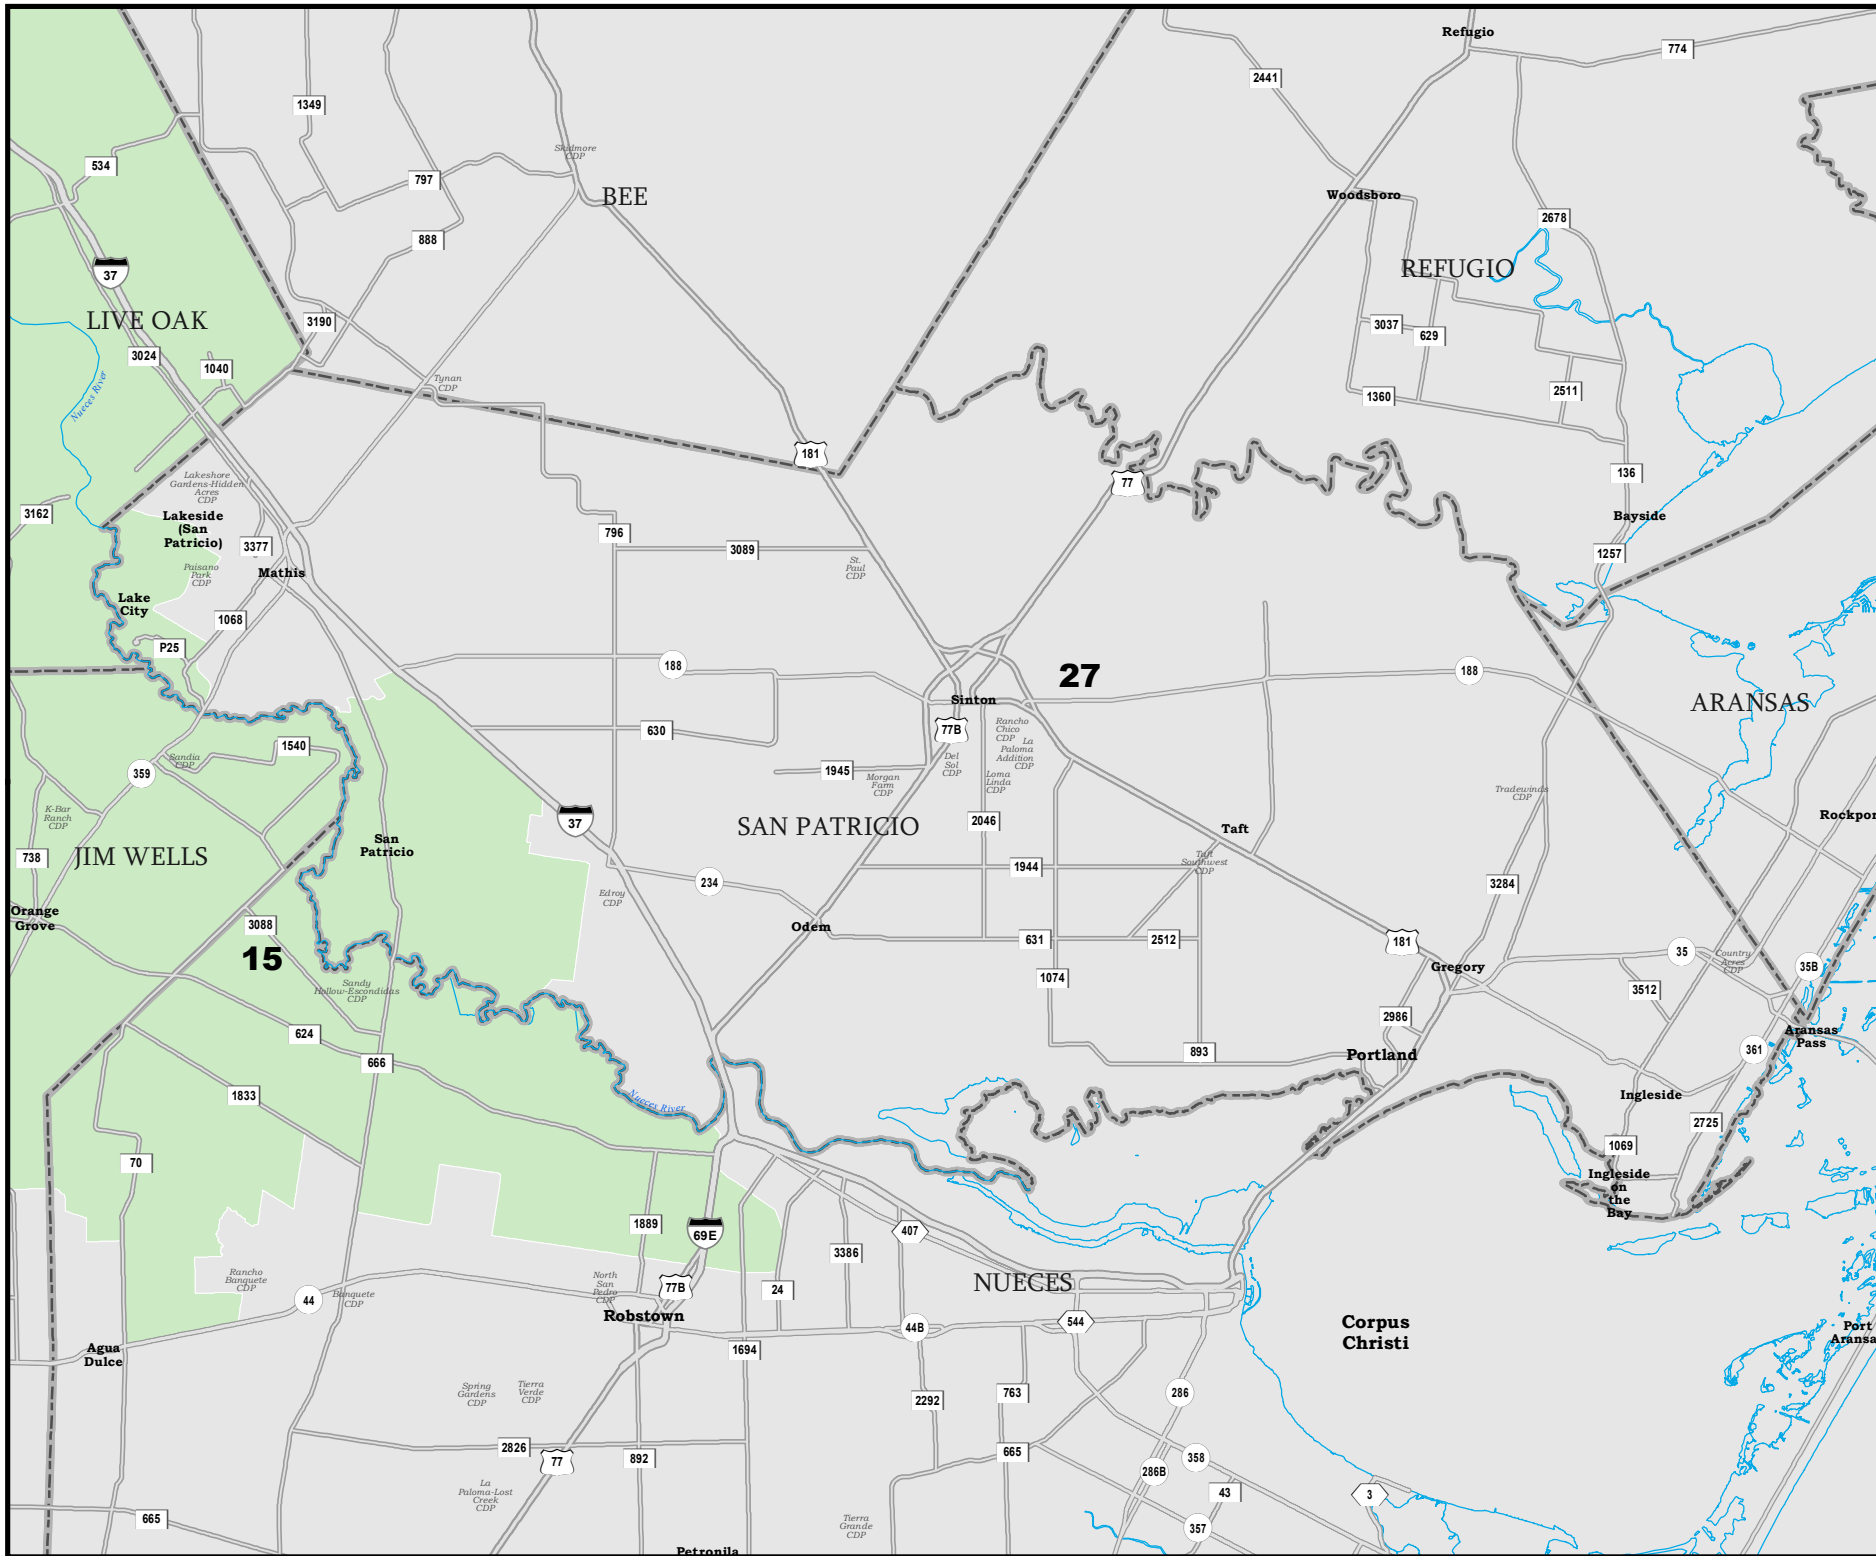 Refugio
774
2441
1349
534
Skidmore
CDP
797
BEE
Woodsboro
2678
888
37
REFUGIO
LIVE OAK
3190
3037
629
3024
1040
Tynan
CDP
Nueces River
2511
1360
181
77
136
Lakeshore
Gardens-Hidden
Acres
CDP
3162
Lakeside
(San
Patricio)
796
Bayside
3377
3089
1257
St.
Paul
CDP
Paisano
Park
CDP
Mathis
Lake
City
1068
P25
188
27
188
Sinton
ARANSAS
77B
630
Rancho
Chico
CDP
La
Paloma
Addition
CDP
1540
Sandia
CDP
359
1945
Del
Sol
CDP
Morgan
Farm
CDP
Loma
Linda
CDP
Tradewinds
CDP
K-Bar
Ranch
CDP
37
SAN PATRICIO
2046
Taft
Rockpor
San
Patricio
738
JIM WELLS
1944
Taft
Southwest
CDP
234
3284
Edroy
CDP
Orange
Grove
3088
Odem
631
2512
181
15
35
Country
Acres
CDP
35B
Gregory
1074
Sandy
Hollow-Escondidas
CDP
3512
2986
624
Aransas
Pass
666
893
Portland
361
1833
Nueces River
Ingleside
2725
1069
70
Ingleside
on
the
Bay
1889
69E
407
3386
Rancho
Banquete
CDP
North
San
Pedro
CDP
77B
NUECES
24
44
Banquete
CDP
Robstown
44B
544
Corpus
Christi
Port
Aransa
Agua
Dulce
1694
Spring
Gardens
CDP
Tierra
Verde
CDP
2292
763
286
2826
77
892
665
358
286B
La
Paloma-Lost
Creek
CDP
43
3
665
Tierra
Grande
CDP
357
Petronila